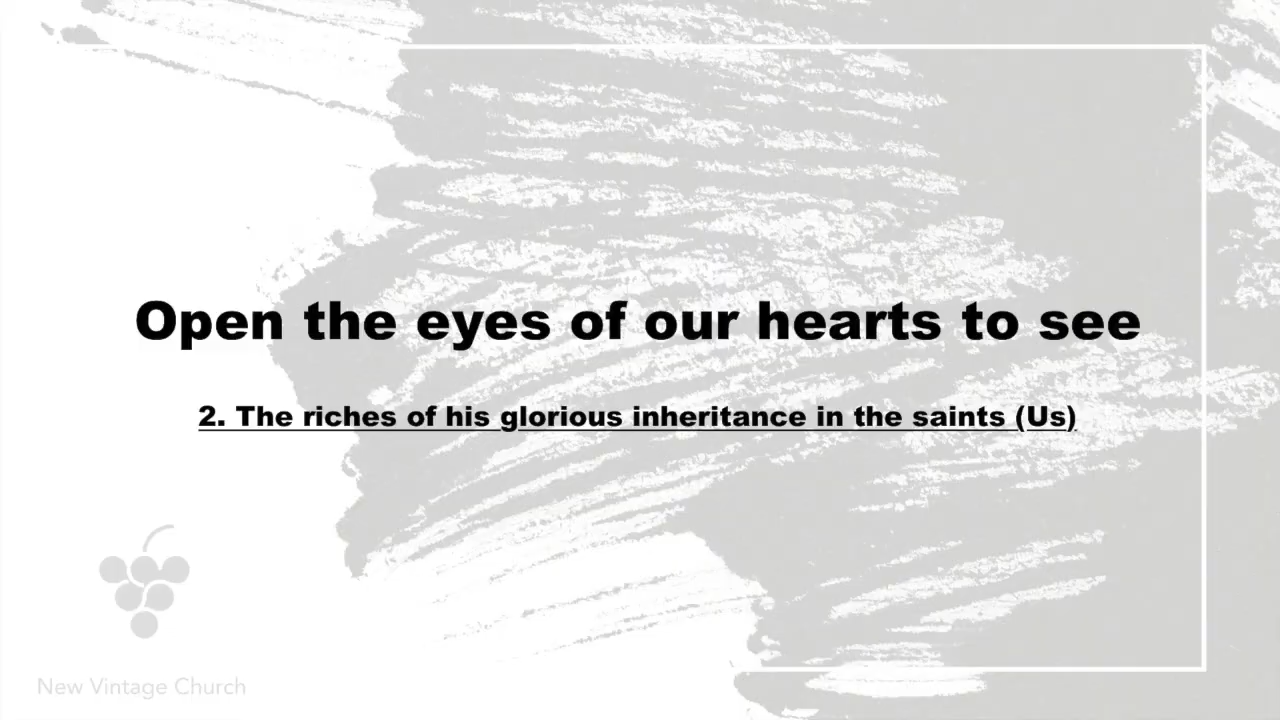 Open the eyes of our hearts to see
2. The riches of his glorious inheritance in the saints (Us)
New Vintage Church